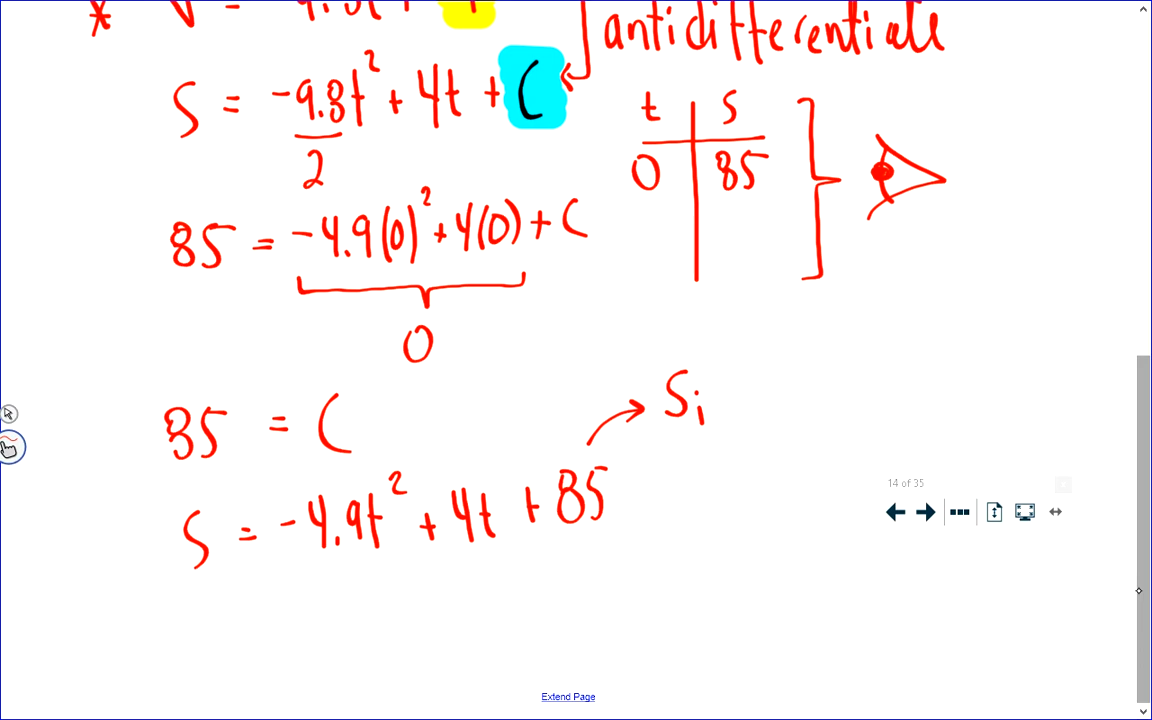 antidifferentiate
S = -9.8t² + 4t + C
2
t S
0 85
85 = -4.9(0)² + 4(0) + C
0
85 = C
Si
S = -4.9t² + 4t + 85
14 of 35
Extend Page